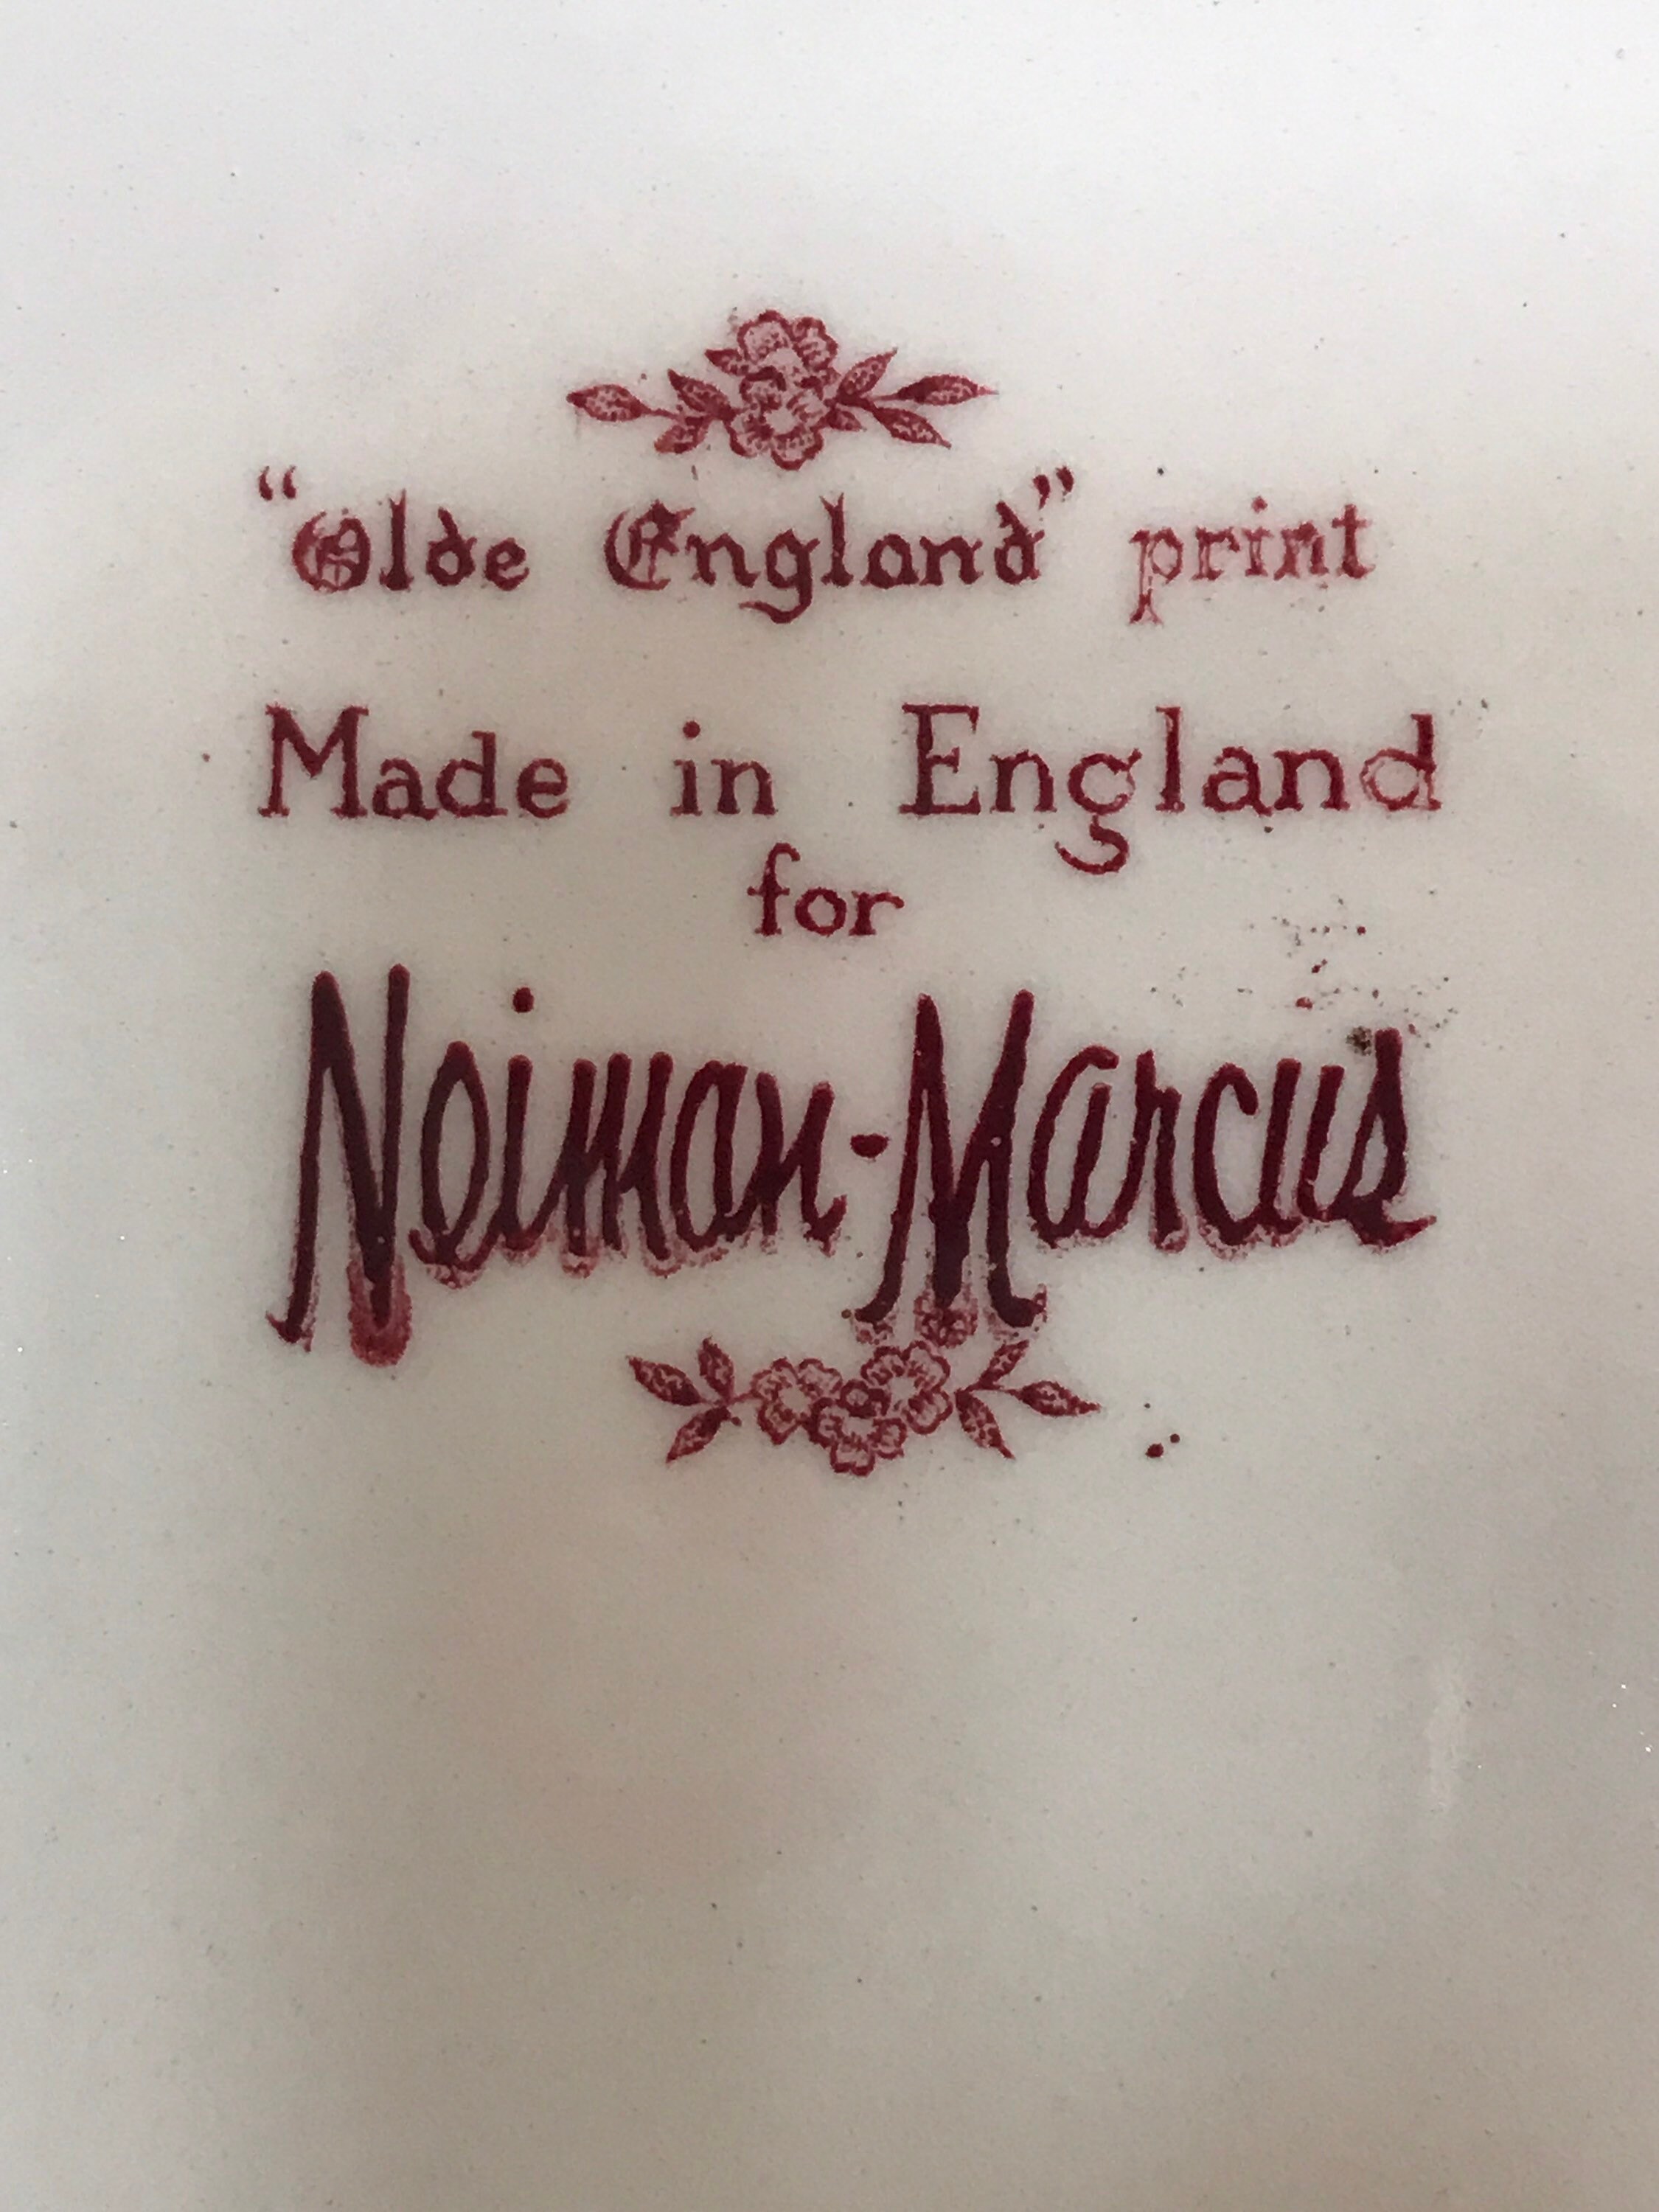 “Olde England” print
Made in England
for
Neiman-Marcus